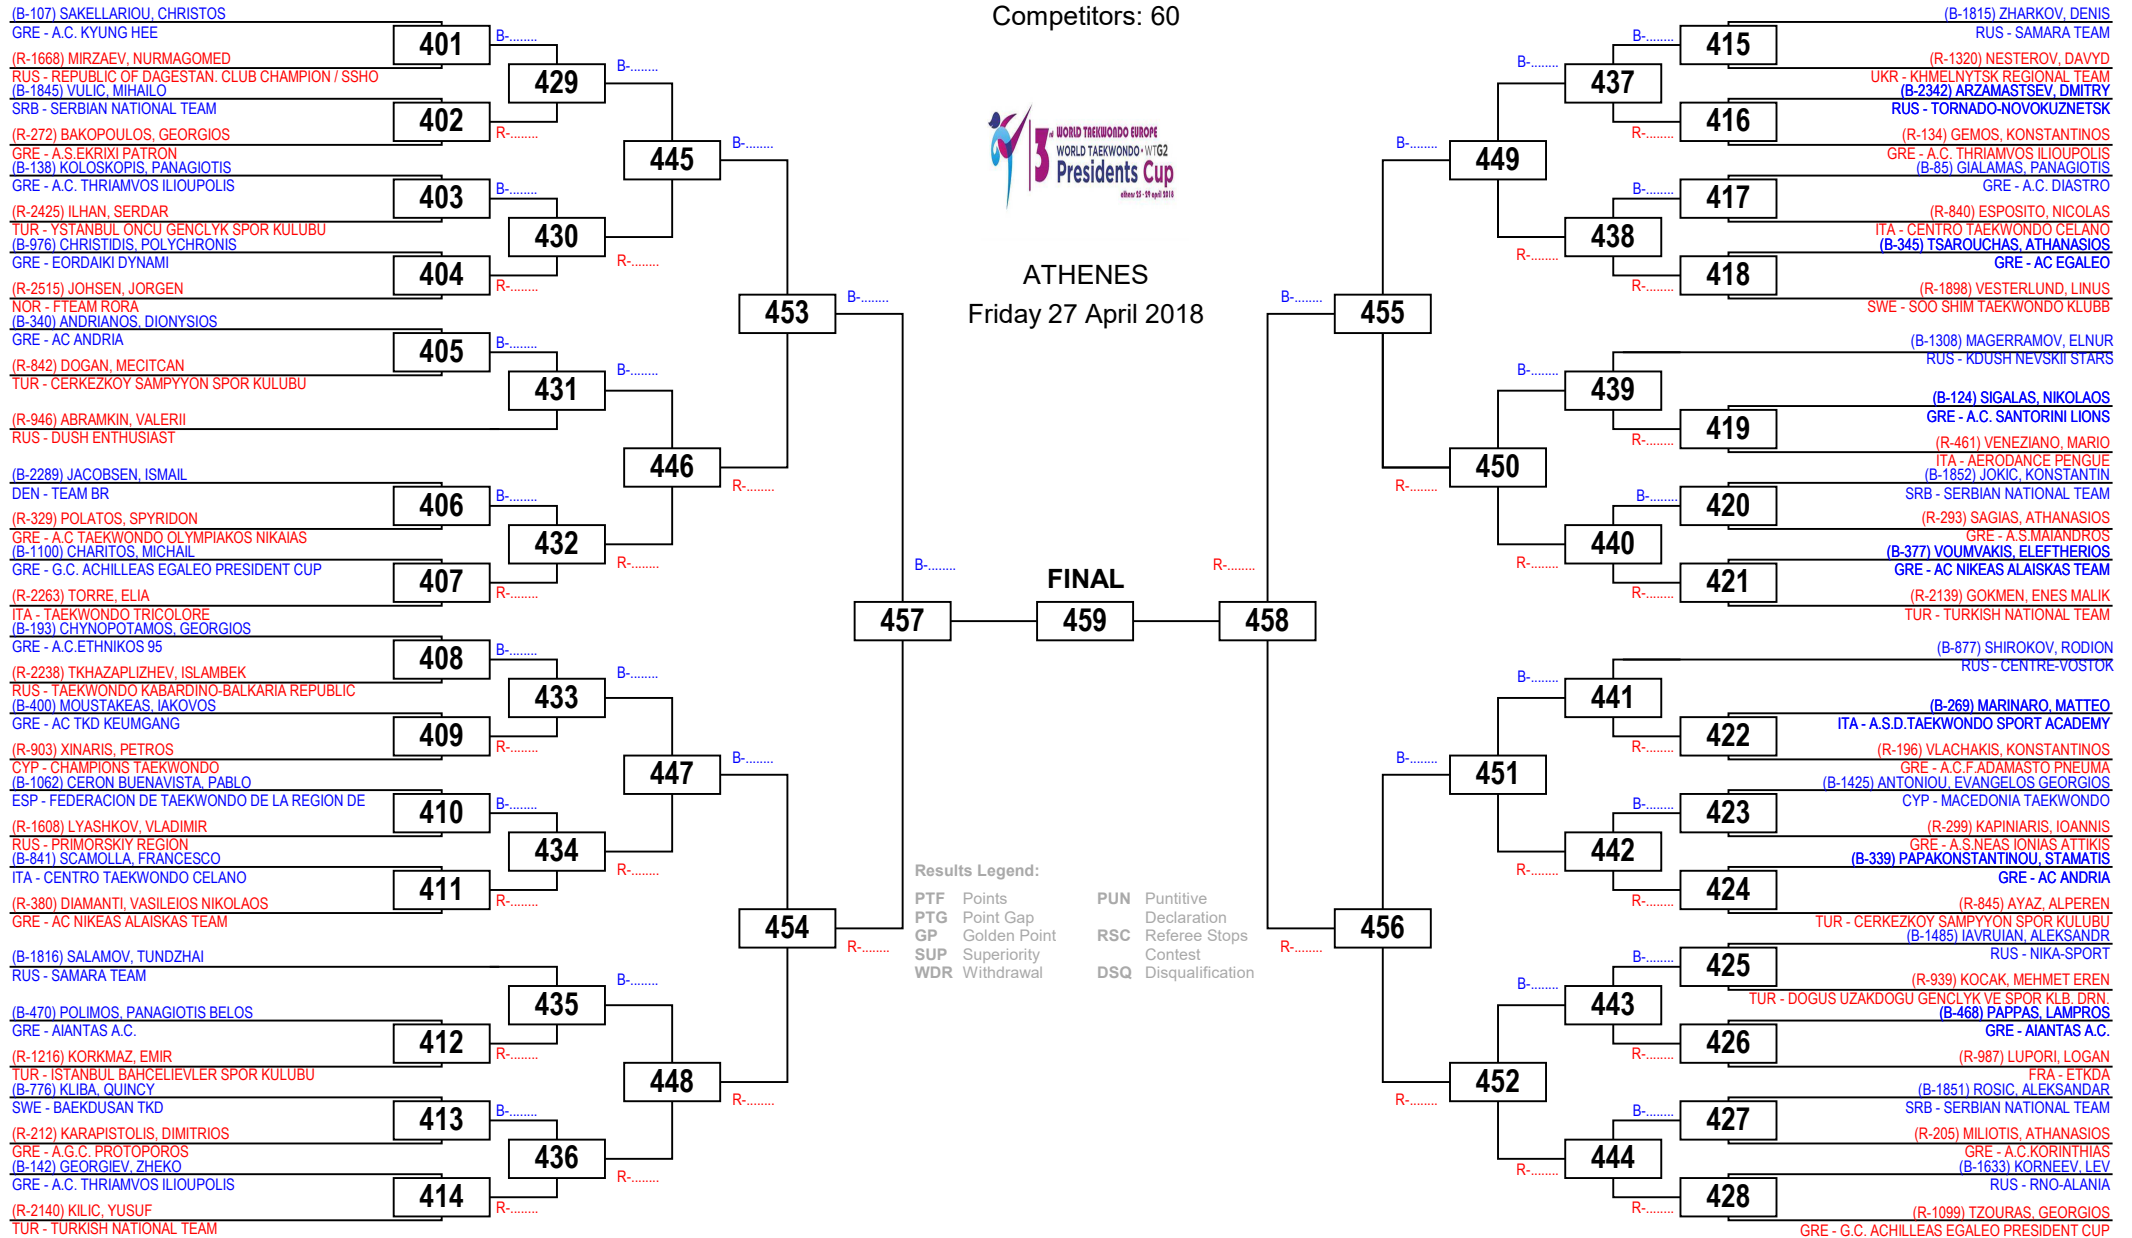 Competitors: 60
3rd WORLD TAEKWONDO EUROPE
WORLD TAEKWONDO • WTG2
Presidents Cup
athens 25 - 29 april 2018
ATHENES
Friday 27 April 2018
(B-107) SAKELLARIOU, CHRISTOS
GRE - A.C. KYUNG HEE
401
(R-1668) MIRZAEV, NURMAGOMED
RUS - REPUBLIC OF DAGESTAN. CLUB CHAMPION / SSHO
(B-1845) VULIC, MIHAILO
SRB - SERBIAN NATIONAL TEAM
402
(R-272) BAKOPOULOS, GEORGIOS
GRE - A.S.EKRIXI PATRON
(B-138) KOLOSKOPIS, PANAGIOTIS
GRE - A.C. THRIAMVOS ILIOUPOLIS
403
(R-2425) ILHAN, SERDAR
TUR - YSTANBUL ONCU GENCLYK SPOR KULUBU
(B-976) CHRISTIDIS, POLYCHRONIS
GRE - EORDAIKI DYNAMI
404
(R-2515) JOHSEN, JORGEN
NOR - FTEAM RORA
(B-340) ANDRIANOS, DIONYSIOS
GRE - AC ANDRIA
405
(R-842) DOGAN, MECITCAN
TUR - CERKEZKOY SAMPYYON SPOR KULUBU
(R-946) ABRAMKIN, VALERII
RUS - DUSH ENTHUSIAST
(B-2289) JACOBSEN, ISMAIL
DEN - TEAM BR
406
(R-329) POLATOS, SPYRIDON
GRE - A.C TAEKWONDO OLYMPIAKOS NIKAIAS
(B-1100) CHARITOS, MICHAIL
GRE - G.C. ACHILLEAS EGALEO PRESIDENT CUP
407
(R-2263) TORRE, ELIA
ITA - TAEKWONDO TRICOLORE
(B-193) CHYNOPOTAMOS, GEORGIOS
GRE - A.C.ETHNIKOS 95
408
(R-2238) TKHAZAPLIZHEV, ISLAMBEK
RUS - TAEKWONDO KABARDINO-BALKARIA REPUBLIC
(B-400) MOUSTAKEAS, IAKOVOS
GRE - AC TKD KEUMGANG
409
(R-903) XINARIS, PETROS
CYP - CHAMPIONS TAEKWONDO
(B-1062) CERON BUENAVISTA, PABLO
ESP - FEDERACION DE TAEKWONDO DE LA REGION DE
410
(R-1608) LYASHKOV, VLADIMIR
RUS - PRIMORSKIY REGION
(B-841) SCAMOLLA, FRANCESCO
ITA - CENTRO TAEKWONDO CELANO
411
(R-380) DIAMANTI, VASILEIOS NIKOLAOS
GRE - AC NIKEAS ALAISKAS TEAM
(B-1816) SALAMOV, TUNDZHAI
RUS - SAMARA TEAM
(B-470) POLIMOS, PANAGIOTIS BELOS
GRE - AIANTAS A.C.
412
(R-1216) KORKMAZ, EMIR
TUR - ISTANBUL BAHCELIEVLER SPOR KULUBU
(B-776) KLIBA, QUINCY
SWE - BAEKDUSAN TKD
413
(R-212) KARAPISTOLIS, DIMITRIOS
GRE - A.G.C. PROTOPOROS
(B-142) GEORGIEV, ZHEKO
GRE - A.C. THRIAMVOS ILIOUPOLIS
414
(R-2140) KILIC, YUSUF
TUR - TURKISH NATIONAL TEAM
B-........
429
R-........
B-........
430
R-........
B-........
431
B-........
432
R-........
B-........
433
R-........
B-........
434
R-........
435
R-........
B-........
436
R-........
B-........
445
R-........
B-........
446
R-........
B-........
447
R-........
B-........
448
R-........
B-........
453
R-........
B-........
454
R-........
B-........
457
R-........
B-........
FINAL
459
R-........
B-........
458
R-........
B-........
455
R-........
B-........
456
R-........
B-........
449
R-........
B-........
450
R-........
B-........
451
R-........
B-........
452
R-........
B-........
437
R-........
B-........
438
R-........
439
R-........
B-........
440
R-........
441
R-........
B-........
442
R-........
B-........
443
R-........
B-........
444
R-........
(B-1815) ZHARKOV, DENIS
RUS - SAMARA TEAM
415
(R-1320) NESTEROV, DAVYD
UKR - KHMELNYTSK REGIONAL TEAM
(B-2342) ARZAMASTSEV, DMITRY
RUS - TORNADO-NOVOKUZNETSK
416
(R-134) GEMOS, KONSTANTINOS
GRE - A.C. THRIAMVOS ILIOUPOLIS
(B-85) GIALAMAS, PANAGIOTIS
GRE - A.C. DIASTRO
417
(R-840) ESPOSITO, NICOLAS
ITA - CENTRO TAEKWONDO CELANO
(B-345) TSAROUCHAS, ATHANASIOS
GRE - AC EGALEO
418
(R-1898) VESTERLUND, LINUS
SWE - SOO SHIM TAEKWONDO KLUBB
(B-1308) MAGERRAMOV, ELNUR
RUS - KDUSH NEVSKII STARS
(B-124) SIGALAS, NIKOLAOS
GRE - A.C. SANTORINI LIONS
419
(R-461) VENEZIANO, MARIO
ITA - AERODANCE PENGUE
(B-1852) JOKIC, KONSTANTIN
SRB - SERBIAN NATIONAL TEAM
420
(R-293) SAGIAS, ATHANASIOS
GRE - A.S.MAIANDROS
(B-377) VOUMVAKIS, ELEFTHERIOS
GRE - AC NIKEAS ALAISKAS TEAM
421
(R-2139) GOKMEN, ENES MALIK
TUR - TURKISH NATIONAL TEAM
(B-877) SHIROKOV, RODION
RUS - CENTRE-VOSTOK
(B-269) MARINARO, MATTEO
ITA - A.S.D.TAEKWONDO SPORT ACADEMY
422
(R-196) VLACHAKIS, KONSTANTINOS
GRE - A.C.F.ADAMASTO PNEUMA
(B-1425) ANTONIOU, EVANGELOS GEORGIOS
CYP - MACEDONIA TAEKWONDO
423
(R-299) KAPINIARIS, IOANNIS
GRE - A.S.NEAS IONIAS ATTIKIS
(B-339) PAPAKONSTANTINOU, STAMATIS
GRE - AC ANDRIA
424
(R-845) AYAZ, ALPEREN
TUR - CERKEZKOY SAMPYYON SPOR KULUBU
(B-1485) IAVRUIAN, ALEKSANDR
RUS - NIKA-SPORT
425
(R-939) KOCAK, MEHMET EREN
TUR - DOGUS UZAKDOGU GENCLYK VE SPOR KLB. DRN.
(B-468) PAPPAS, LAMPROS
GRE - AIANTAS A.C.
426
(R-987) LUPORI, LOGAN
FRA - ETKDA
(B-1851) ROSIC, ALEKSANDAR
SRB - SERBIAN NATIONAL TEAM
427
(R-205) MILIOTIS, ATHANASIOS
GRE - A.C.KORINTHIAS
(B-1633) KORNEEV, LEV
RUS - RNO-ALANIA
428
(R-1099) TZOURAS, GEORGIOS
GRE - G.C. ACHILLEAS EGALEO PRESIDENT CUP
Results Legend:
PTF Points
PTG Point Gap
GP Golden Point
SUP Superiority
WDR Withdrawal
PUN Puntitive
Declaration
RSC Referee Stops
Contest
DSQ Disqualification